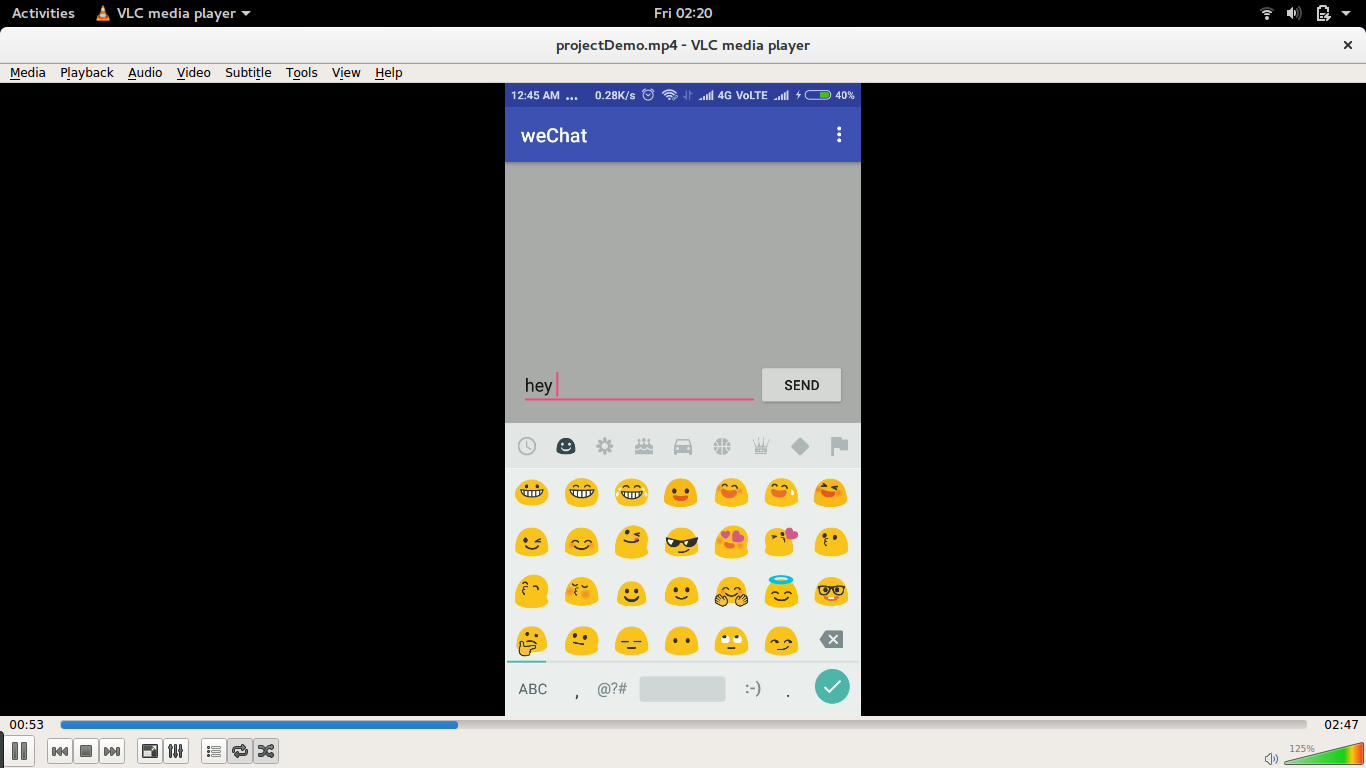 Activities VLC media player Fri 02:20
projectDemo.mp4 - VLC media player ×
Media Playback Audio Video Subtitle Tools View Help
12:45 AM ... 0.28K/s 4G VoLTE 40%
weChat
hey SEND
ABC , @?# :-) .
00:53 02:47
125%